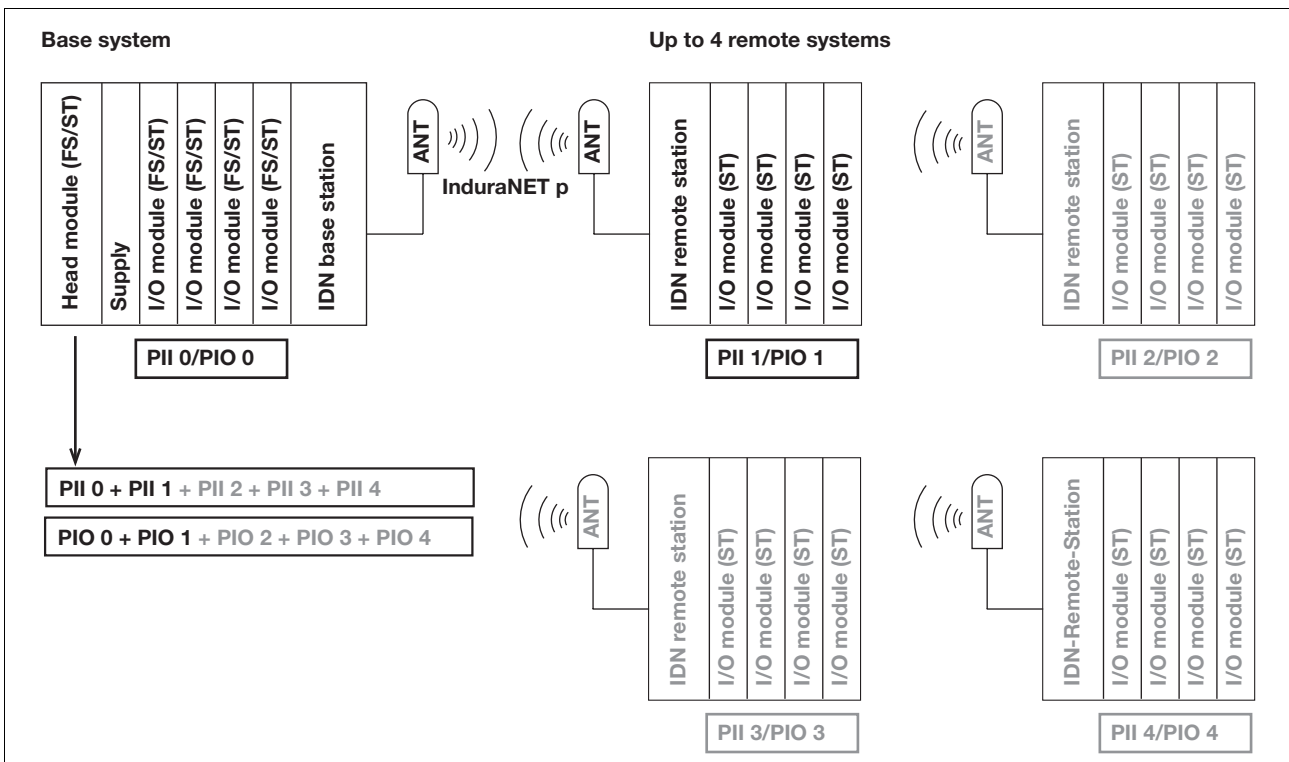 Base system
Up to 4 remote systems
Head module (FS/ST)
Supply
I/O module (FS/ST)
I/O module (FS/ST)
I/O module (FS/ST)
I/O module (FS/ST)
IDN base station
ANT
InduraNET p
ANT
IDN remote station
I/O module (ST)
I/O module (ST)
I/O module (ST)
I/O module (ST)
ANT
IDN remote station
I/O module (ST)
I/O module (ST)
I/O module (ST)
I/O module (ST)
PII 0/PIO 0
PII 1/PIO 1
PII 2/PIO 2
PII 0 + PII 1 + PII 2 + PII 3 + PII 4
PIO 0 + PIO 1 + PIO 2 + PIO 3 + PIO 4
ANT
IDN remote station
I/O module (ST)
I/O module (ST)
I/O module (ST)
I/O module (ST)
ANT
IDN-Remote-Station
I/O module (ST)
I/O module (ST)
I/O module (ST)
I/O module (ST)
PII 3/PIO 3
PII 4/PIO 4